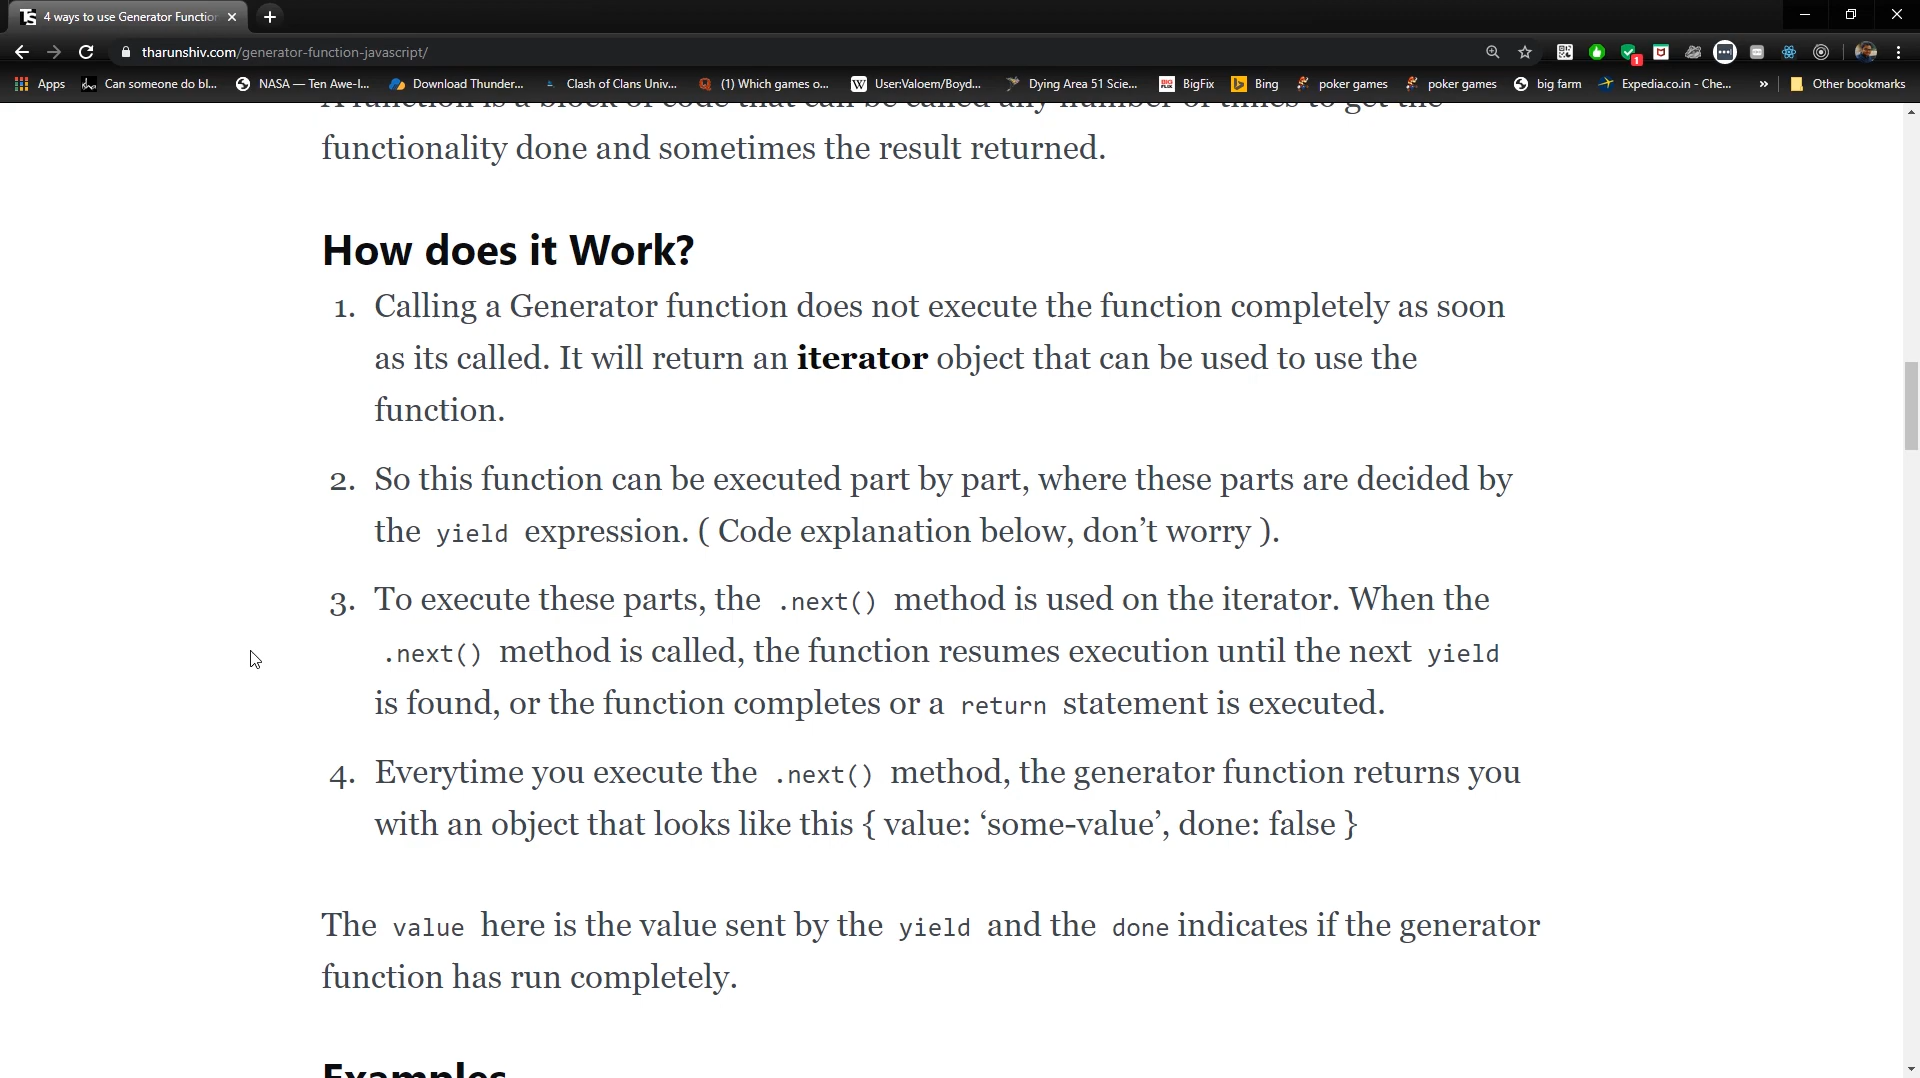 4 ways to use Generator Function
tharunshiv.com/generator-function-javascript/
1
Apps
Can someone do bl...
NASA — Ten Awe-I...
Download Thunder...
Clash of Clans Univ...
(1) Which games o...
User:Valoem/Boyd...
Dying Area 51 Scie...
BigFix
Bing
poker games
poker games
big farm
Expedia.co.in - Che...
»
Other bookmarks
A function is a block of code that can be called any number of times to get the
functionality done and sometimes the result returned.
How does it Work?
1. Calling a Generator function does not execute the function completely as soon
as its called. It will return an iterator object that can be used to use the
function.
2. So this function can be executed part by part, where these parts are decided by
the yield expression. ( Code explanation below, don’t worry ).
3. To execute these parts, the .next() method is used on the iterator. When the
.next() method is called, the function resumes execution until the next yield
is found, or the function completes or a return statement is executed.
4. Everytime you execute the .next() method, the generator function returns you
with an object that looks like this { value: ‘some-value’, done: false }
The value here is the value sent by the yield and the done indicates if the generator
function has run completely.
Examples